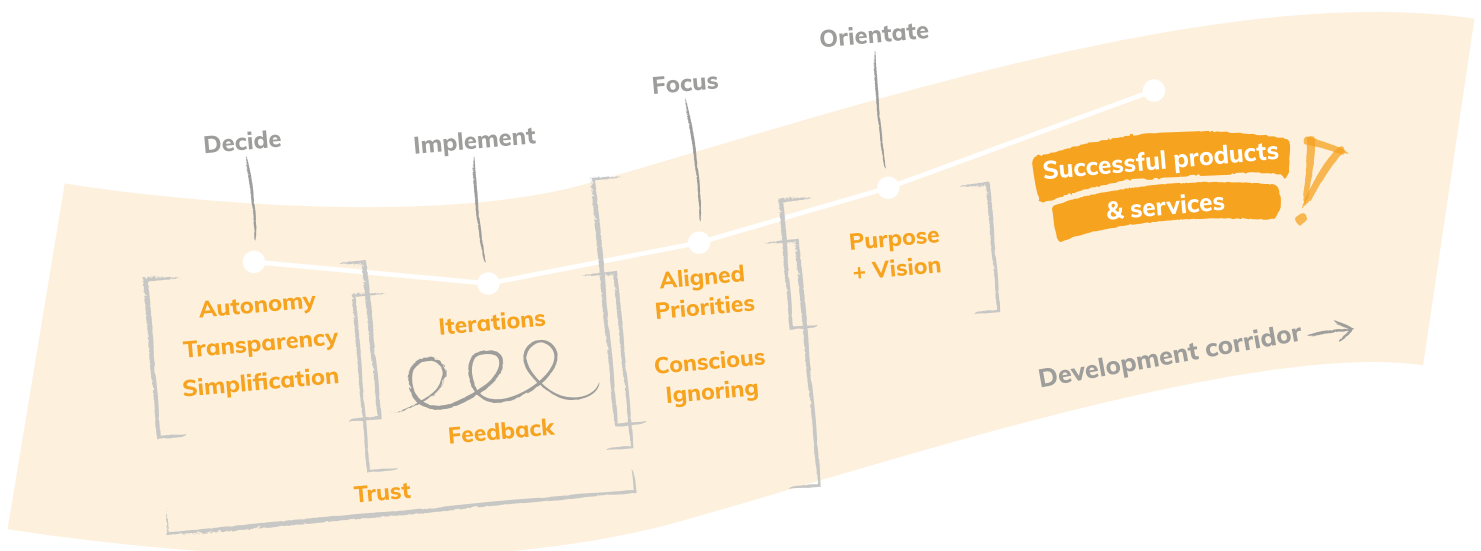 Decide
Implement
Focus
Orientate
Autonomy
Transparency
Simplification
Iterations
Feedback
Trust
Aligned
Priorities
Conscious
Ignoring
Purpose
+ Vision
Successful products
& services
Development corridor